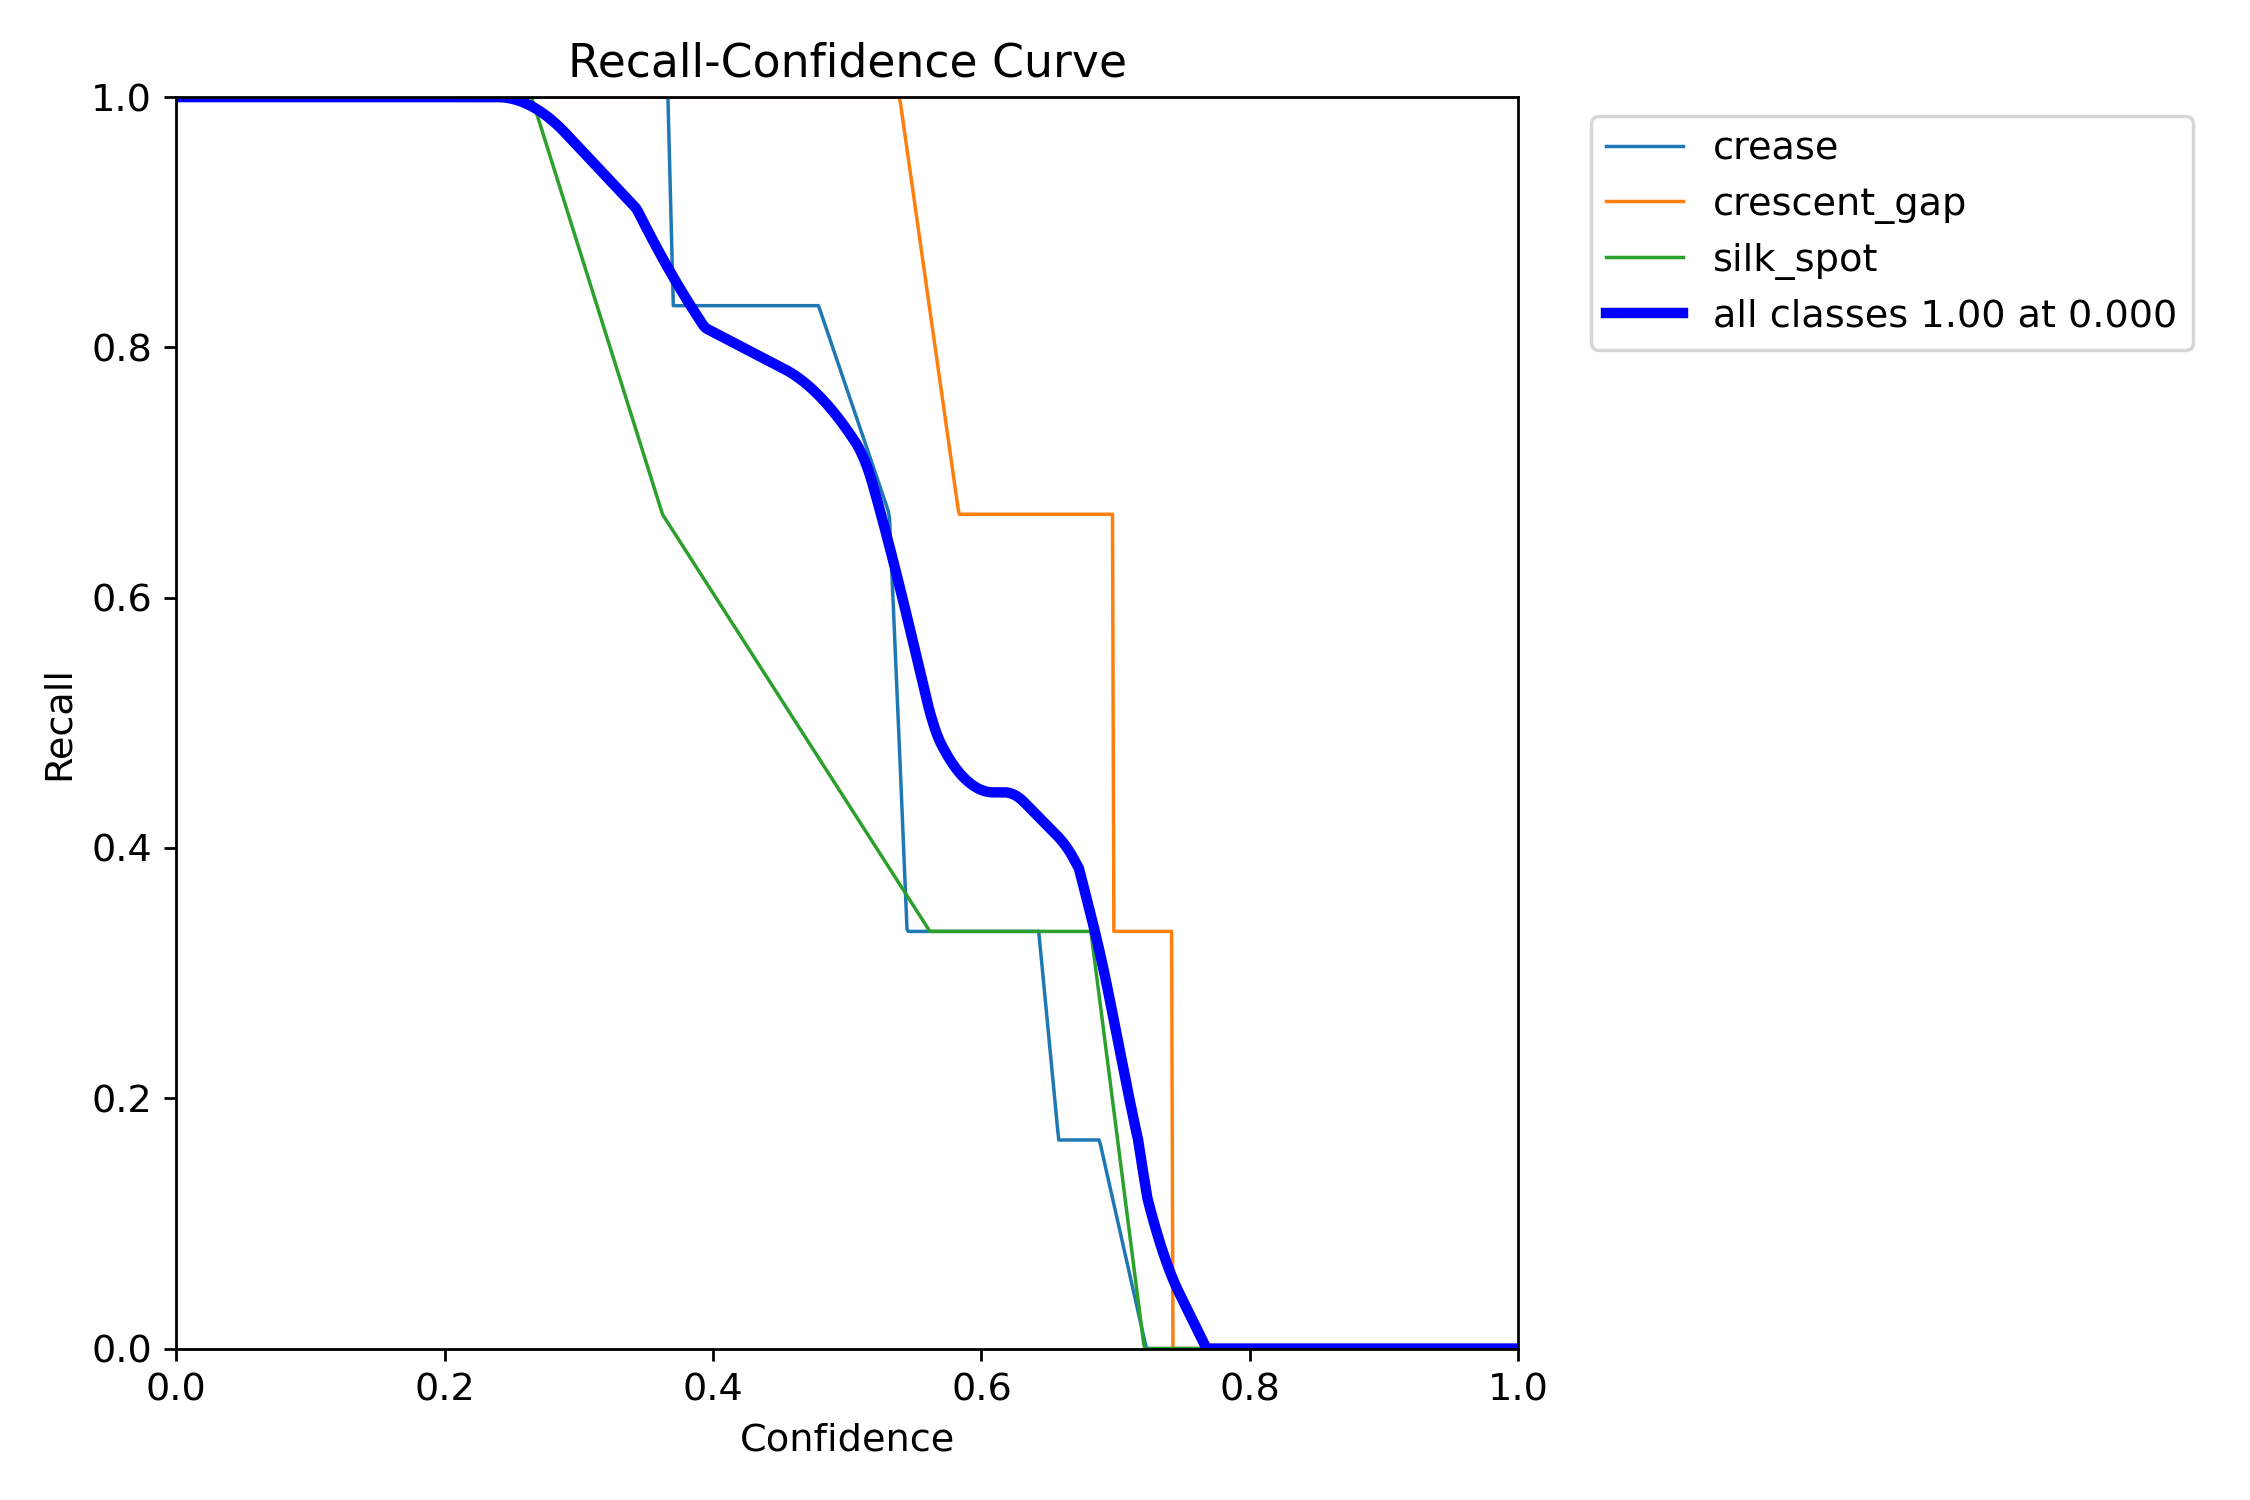 Recall-Confidence Curve
1.0
0.8
0.6
0.4
0.2
0.0
Recall
0.0 0.2 0.4 0.6 0.8 1.0
Confidence
crease
crescent_gap
silk_spot
all classes 1.00 at 0.000